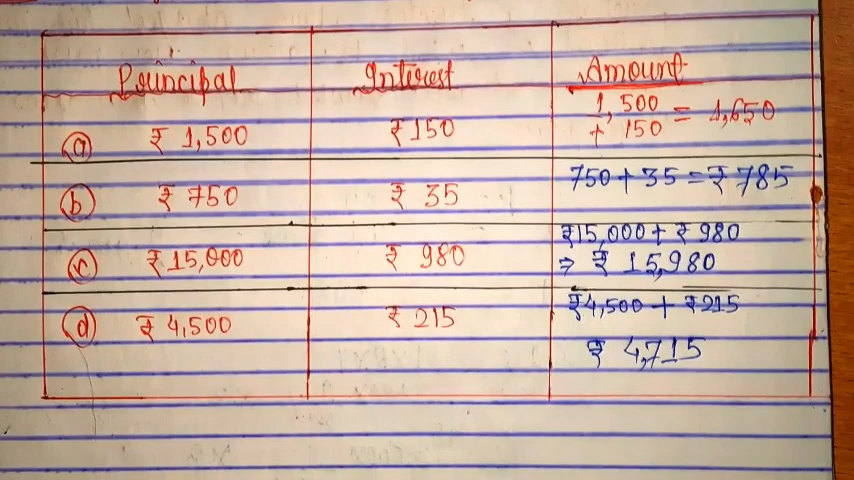 Principal Interest Amount
ⓐ ₹ 1,500 ₹ 150 1,500 + 150 = 1,650
ⓑ ₹ 750 ₹ 35 750 + 35 = ₹ 785
ⓒ ₹ 15,000 ₹ 980 ₹15,000 + ₹ 980
⇒ ₹ 15,980
ⓓ ₹ 4,500 ₹ 215 ₹4,500 + ₹215
₹ 4,715